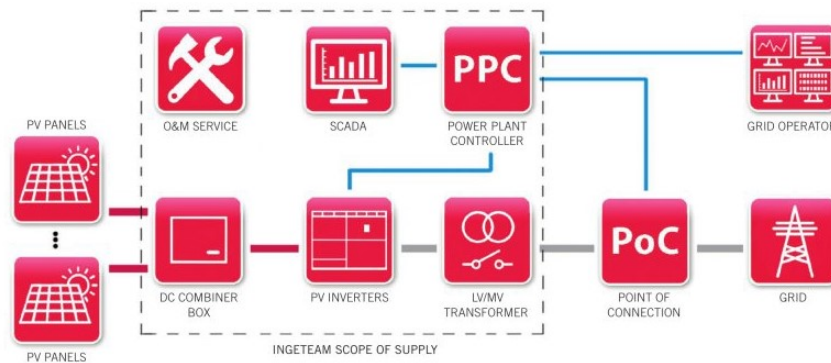 PV PANELS
O&M SERVICE
SCADA
PPC
POWER PLANT
CONTROLLER
GRID OPERATOR
DC COMBINER
BOX
PV INVERTERS
LV/MV
TRANSFORMER
PoC
POINT OF
CONNECTION
GRID
PV PANELS
INGETEAM SCOPE OF SUPPLY